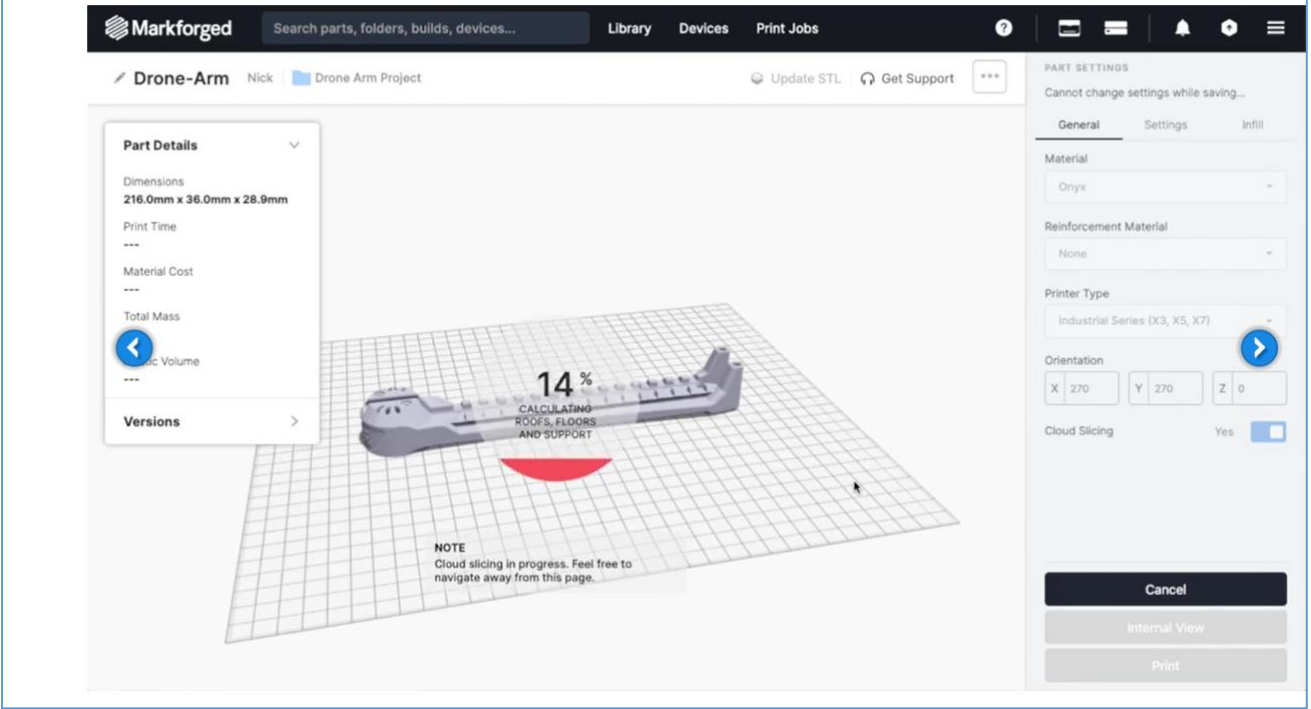 Markforged
Search parts, folders, builds, devices...
Library
Devices
Print Jobs
Drone-Arm
Nick
Drone Arm Project
Update STL
Get Support
Part Details
Dimensions
216.0mm x 36.0mm x 28.9mm
Print Time
---
Material Cost
---
Total Mass
Volume
---
Versions
14 %
CALCULATING
ROOFS, FLOORS
AND SUPPORT
NOTE
Cloud slicing in progress. Feel free to
navigate away from this page.
PART SETTINGS
Cannot change settings while saving...
General
Settings
Infill
Material
Onyx
Reinforcement Material
None
Printer Type
Industrial Series (X3, X5, X7)
Orientation
X 270
Y 270
Z 0
Cloud Slicing
Yes
Cancel
Internal View
Print